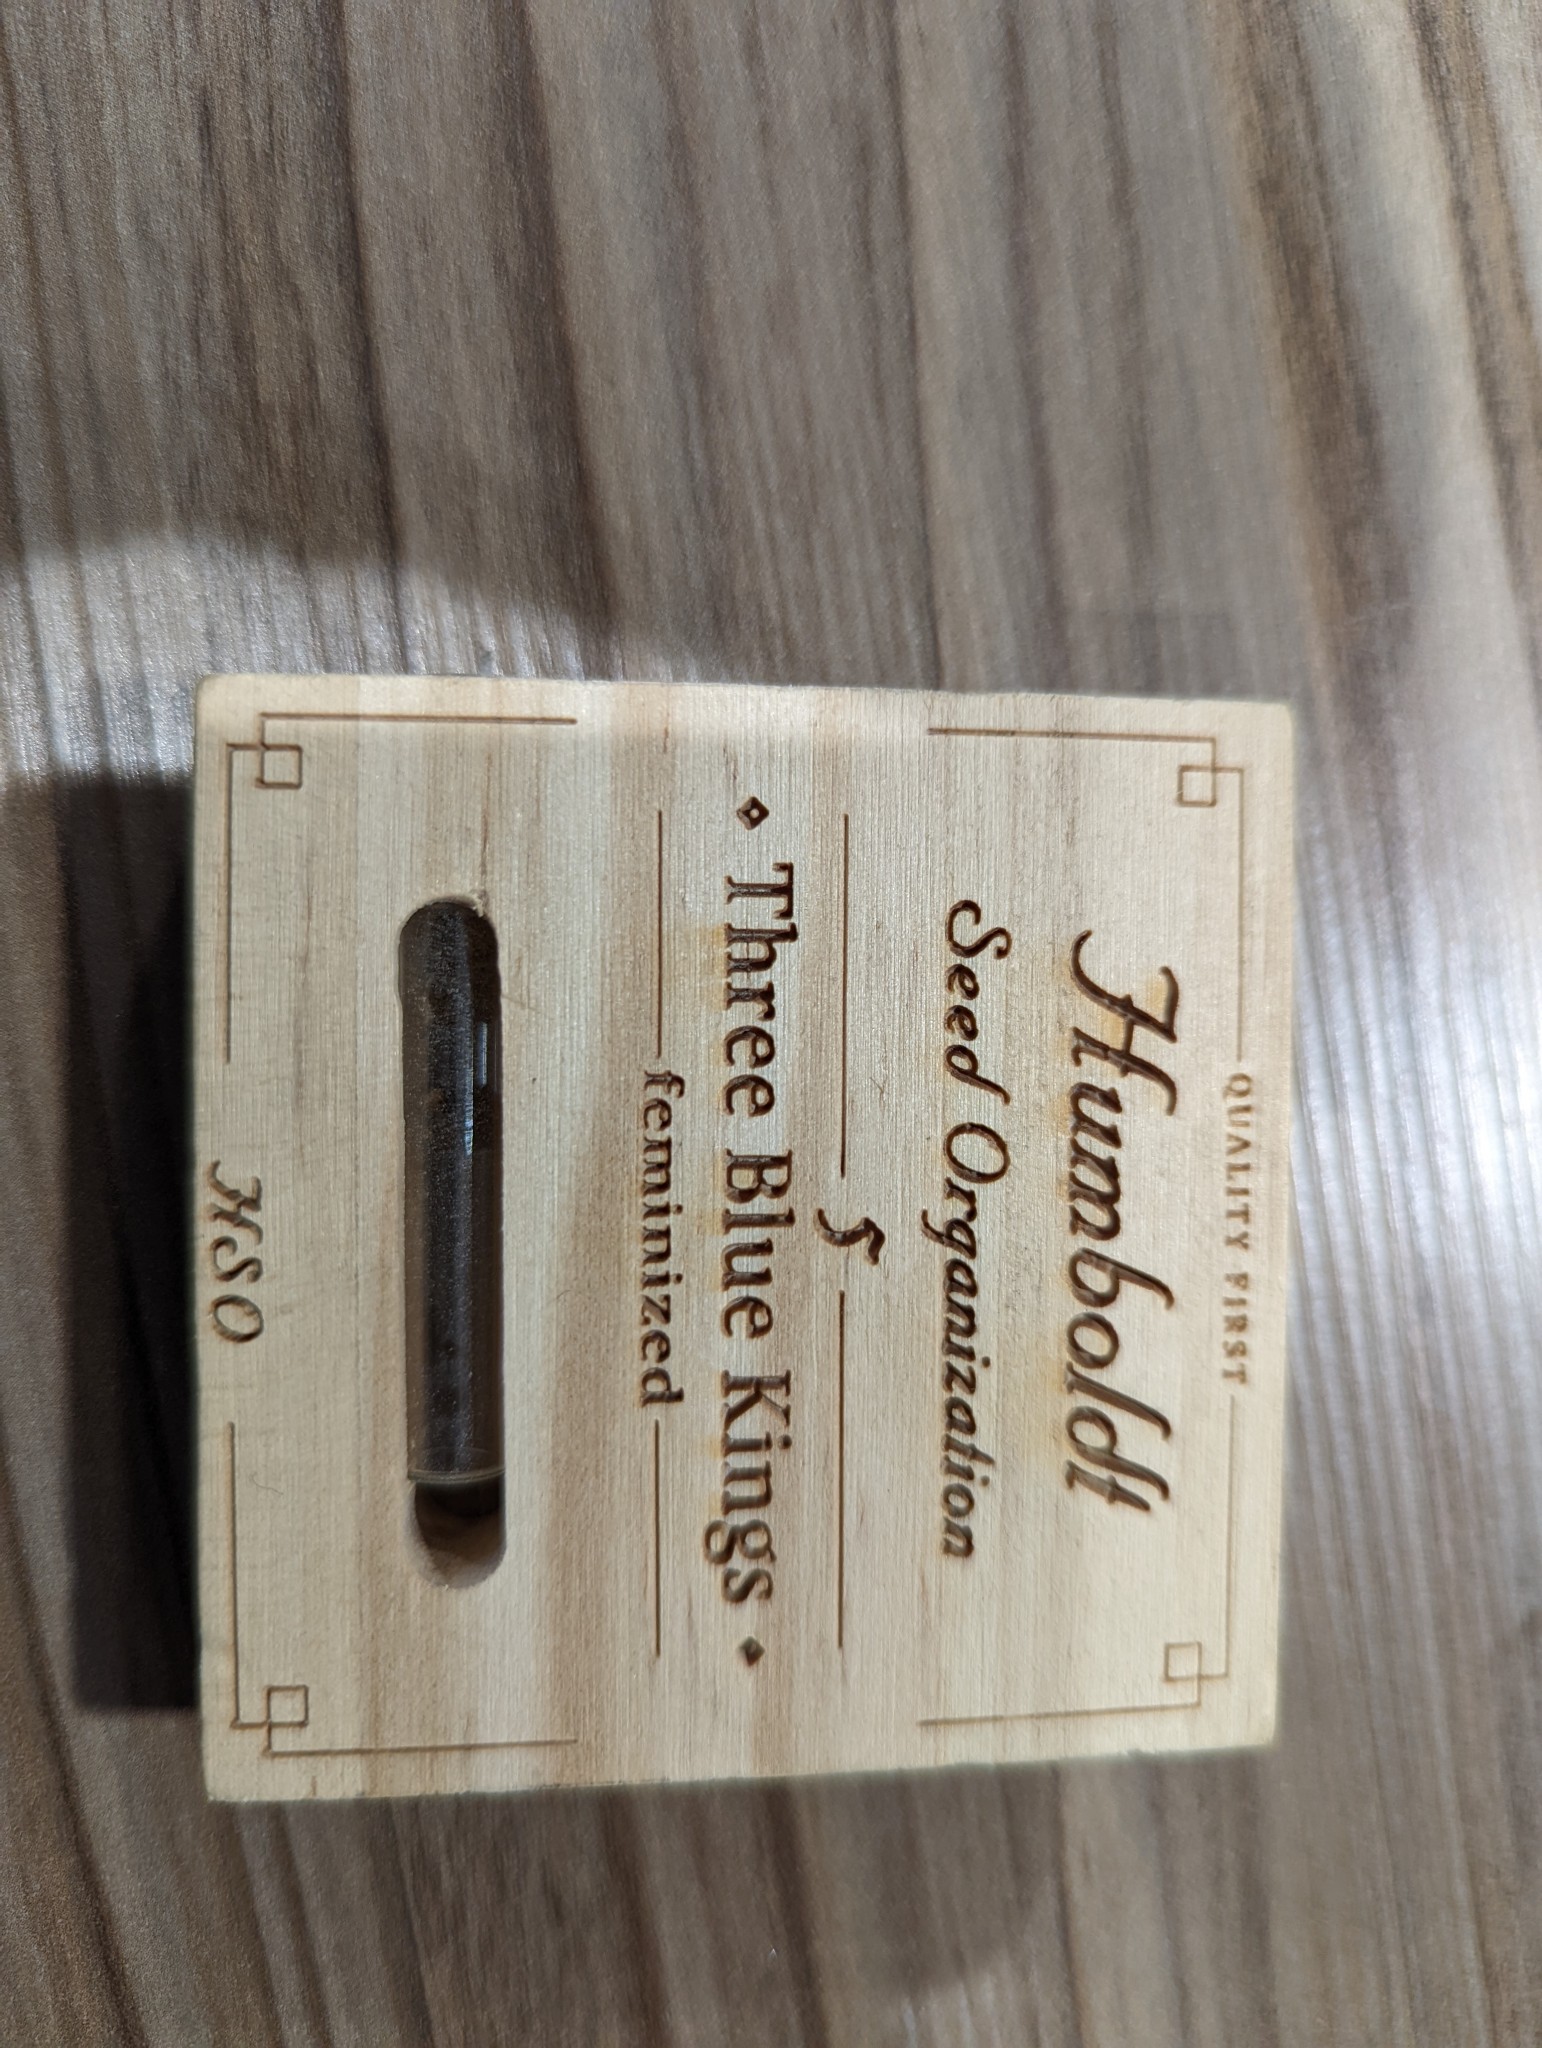 QUALITY FIRST
Humboldt
Seed Organization
Three Blue Kings
feminized
HSO